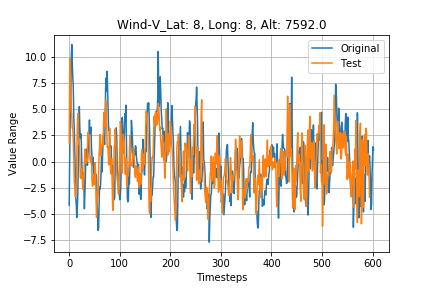 Wind-V_Lat: 8, Long: 8, Alt: 7592.0
Original
Test
Value Range
10.0
7.5
5.0
2.5
0.0
−2.5
−5.0
−7.5
0 100 200 300 400 500 600
Timesteps